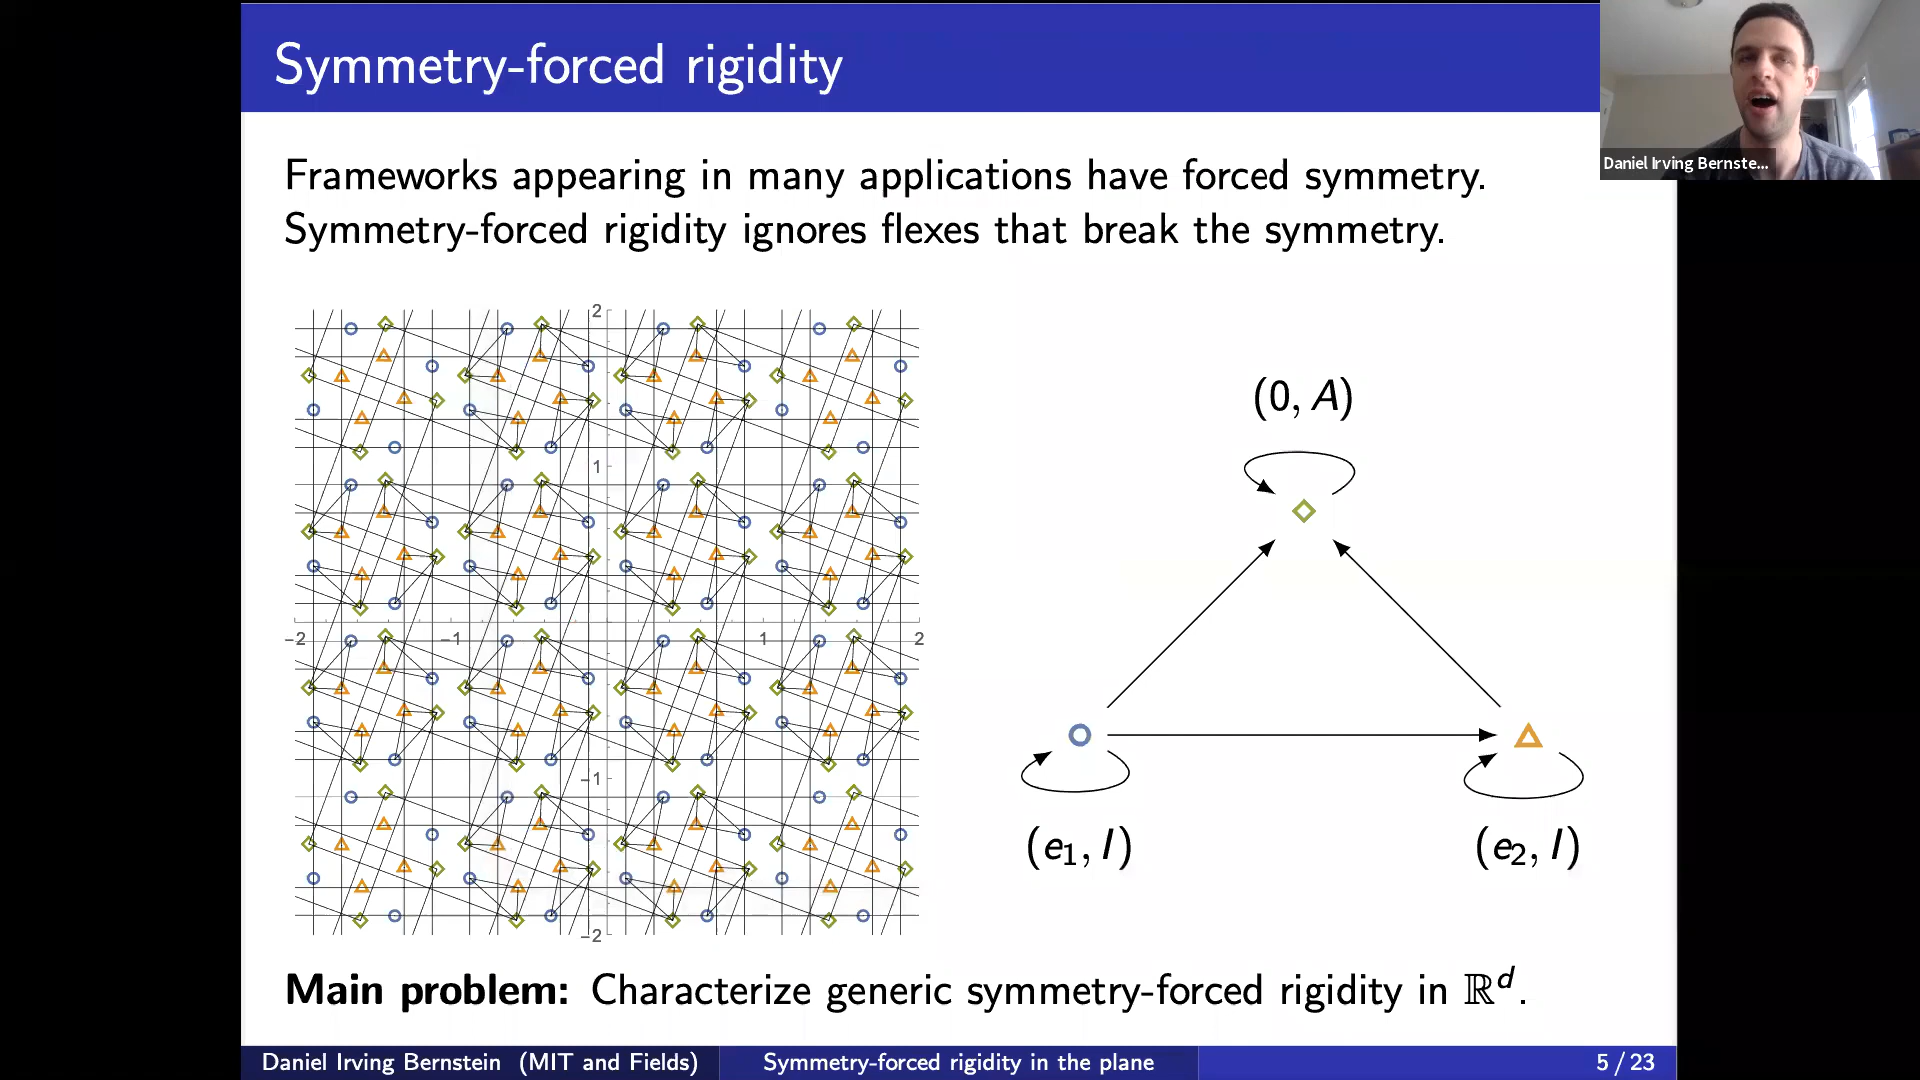 Symmetry-forced rigidity
Daniel Irving Bernste...
Frameworks appearing in many applications have forced symmetry.
Symmetry-forced rigidity ignores flexes that break the symmetry.
2
1
−2
−1
1
2
−1
−2
(0, A)
(e₁, I)
(e₂, I)
Main problem: Characterize generic symmetry-forced rigidity in ℝᵈ.
Daniel Irving Bernstein (MIT and Fields)
Symmetry-forced rigidity in the plane
5 / 23